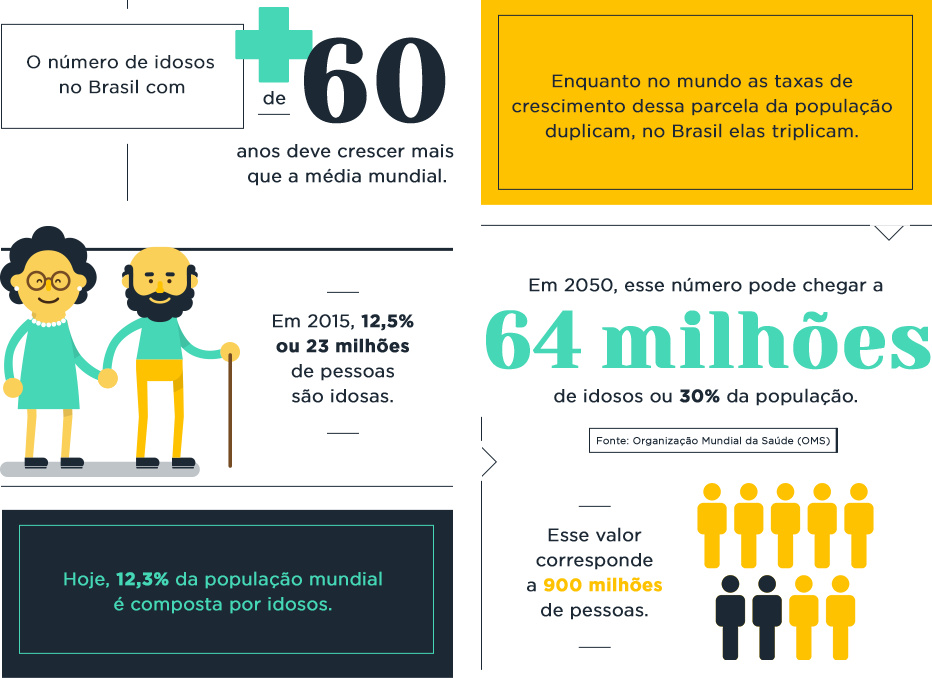 O número de idosos
no Brasil com
+
de
60
anos deve crescer mais
que a média mundial.
Em 2015, 12,5%
ou 23 milhões
de pessoas
são idosas.
Hoje, 12,3% da população mundial
é composta por idosos.
Enquanto no mundo as taxas de
crescimento dessa parcela da população
duplicam, no Brasil elas triplicam.
Em 2050, esse número pode chegar a
64 milhões
de idosos ou 30% da população.
Fonte: Organização Mundial da Saúde (OMS)
Esse valor
corresponde
a 900 milhões
de pessoas.